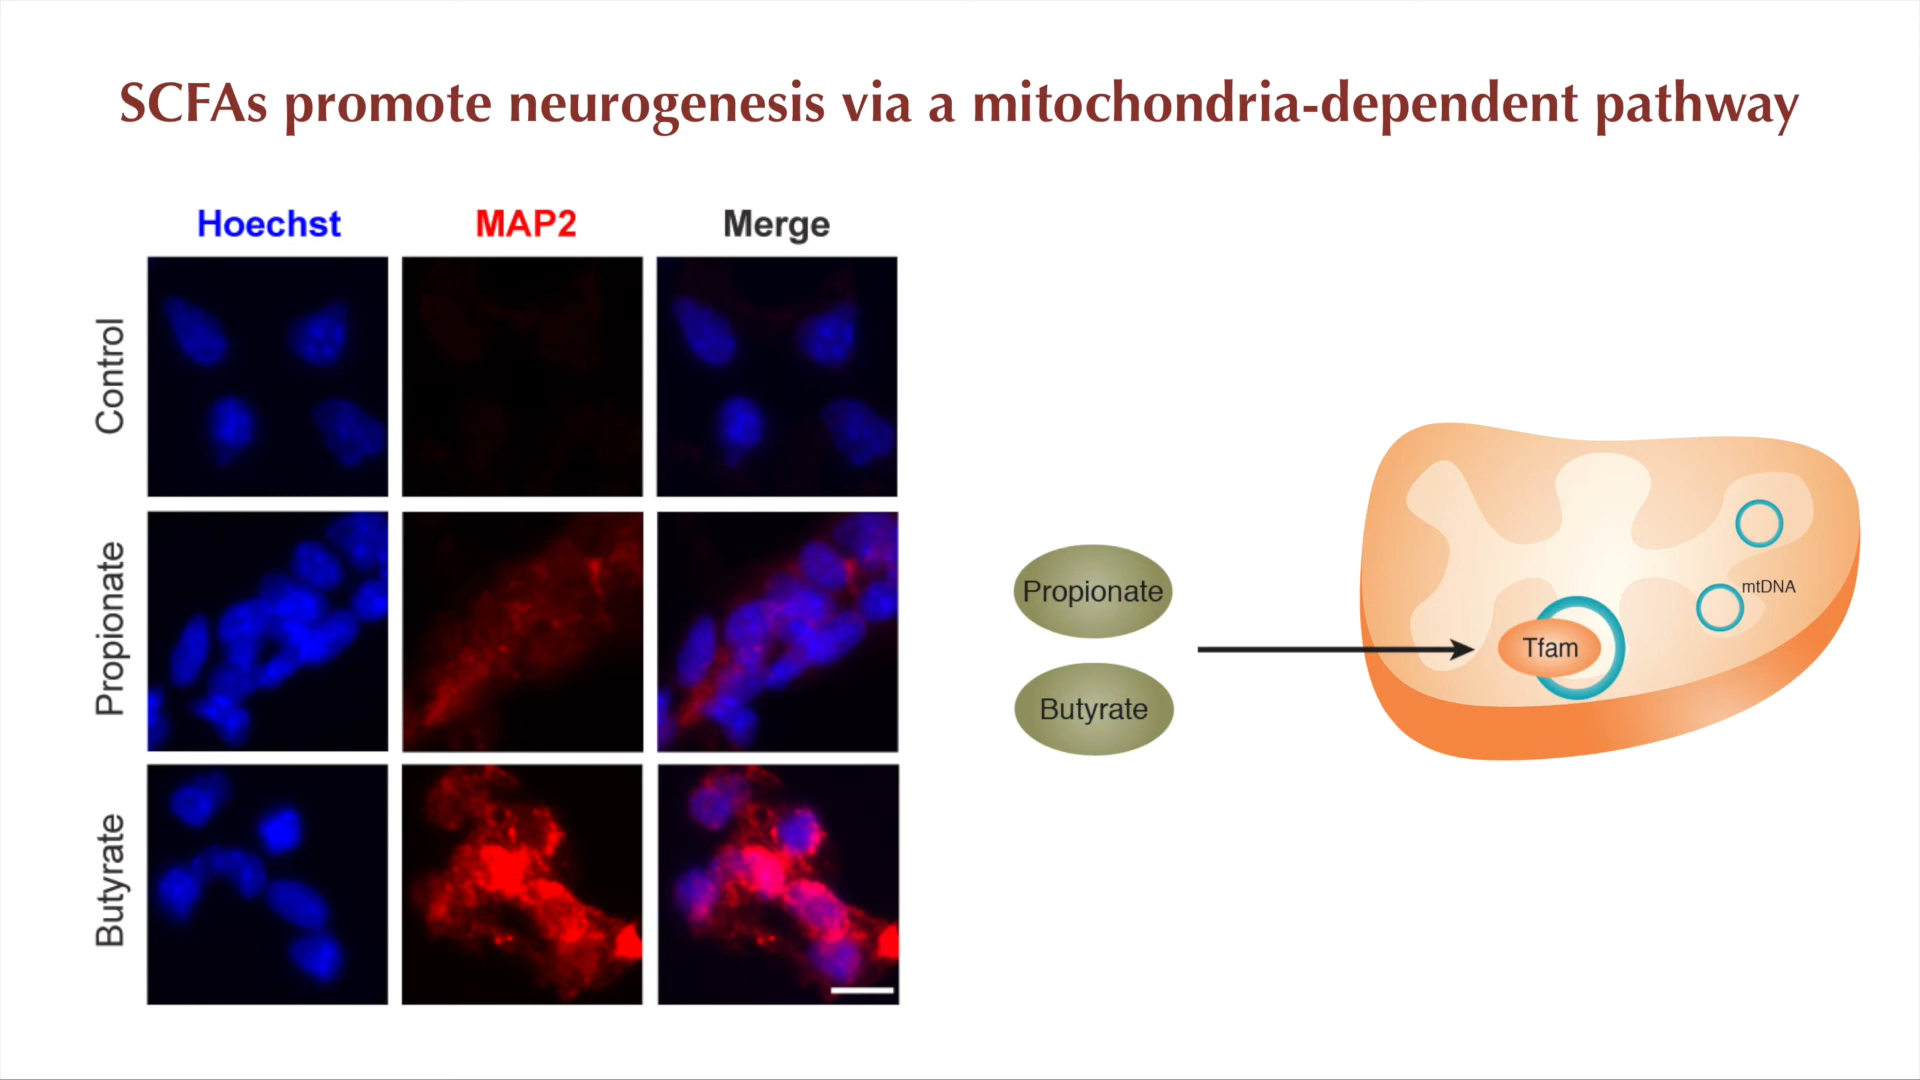 SCFAs promote neurogenesis via a mitochondria-dependent pathway
Hoechst
MAP2
Merge
Control
Propionate
Butyrate
Propionate
Butyrate
Tfam
mtDNA